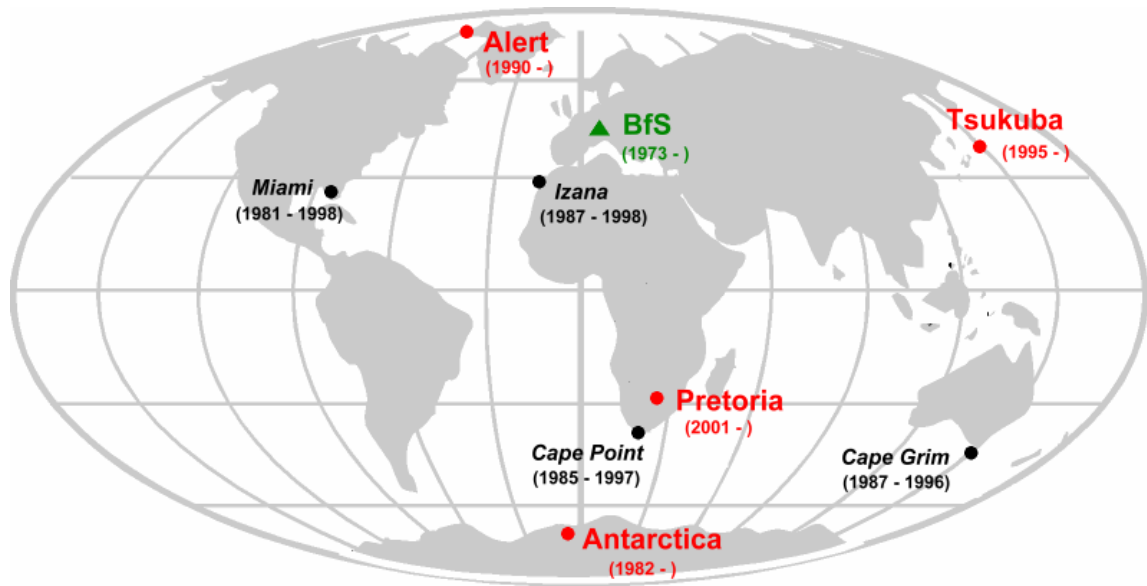 Alert
(1990 - )
BfS
(1973 - )
Tsukuba
(1995 - )
Miami
(1981 - 1998)
Izana
(1987 - 1998)
Pretoria
(2001 - )
Cape Point
(1985 - 1997)
Cape Grim
(1987 - 1996)
Antarctica
(1982 - )